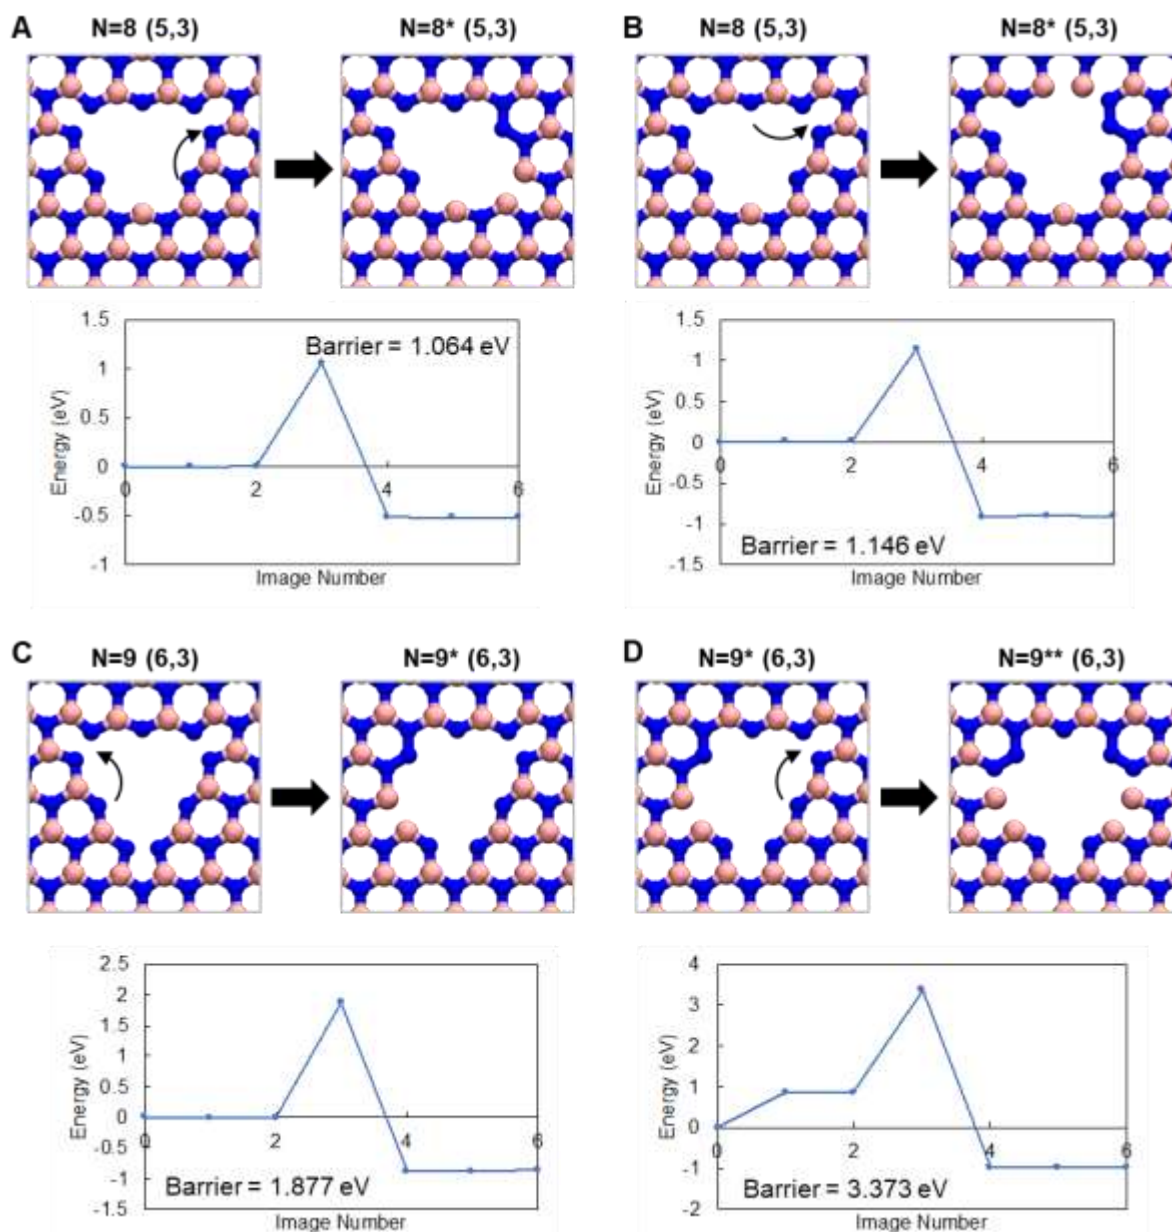 A N=8 (5,3) N=8* (5,3)
B N=8 (5,3) N=8* (5,3)
1.5
1
0.5
0
-0.5
-1
0 2 4 6
Energy (eV)
Barrier = 1.064 eV
Image Number
1.5
1
0.5
0
-0.5
-1
-1.5
0 2 4 6
Energy (eV)
Barrier = 1.146 eV
Image Number
C N=9 (6,3) N=9* (6,3)
D N=9* (6,3) N=9** (6,3)
2.5
2
1.5
1
0.5
0
-0.5
-1
-1.5
0 2 4 6
Energy (eV)
Barrier = 1.877 eV
Image Number
4
3
2
1
0
-1
-2
0 2 4 6
Energy (eV)
Barrier = 3.373 eV
Image Number